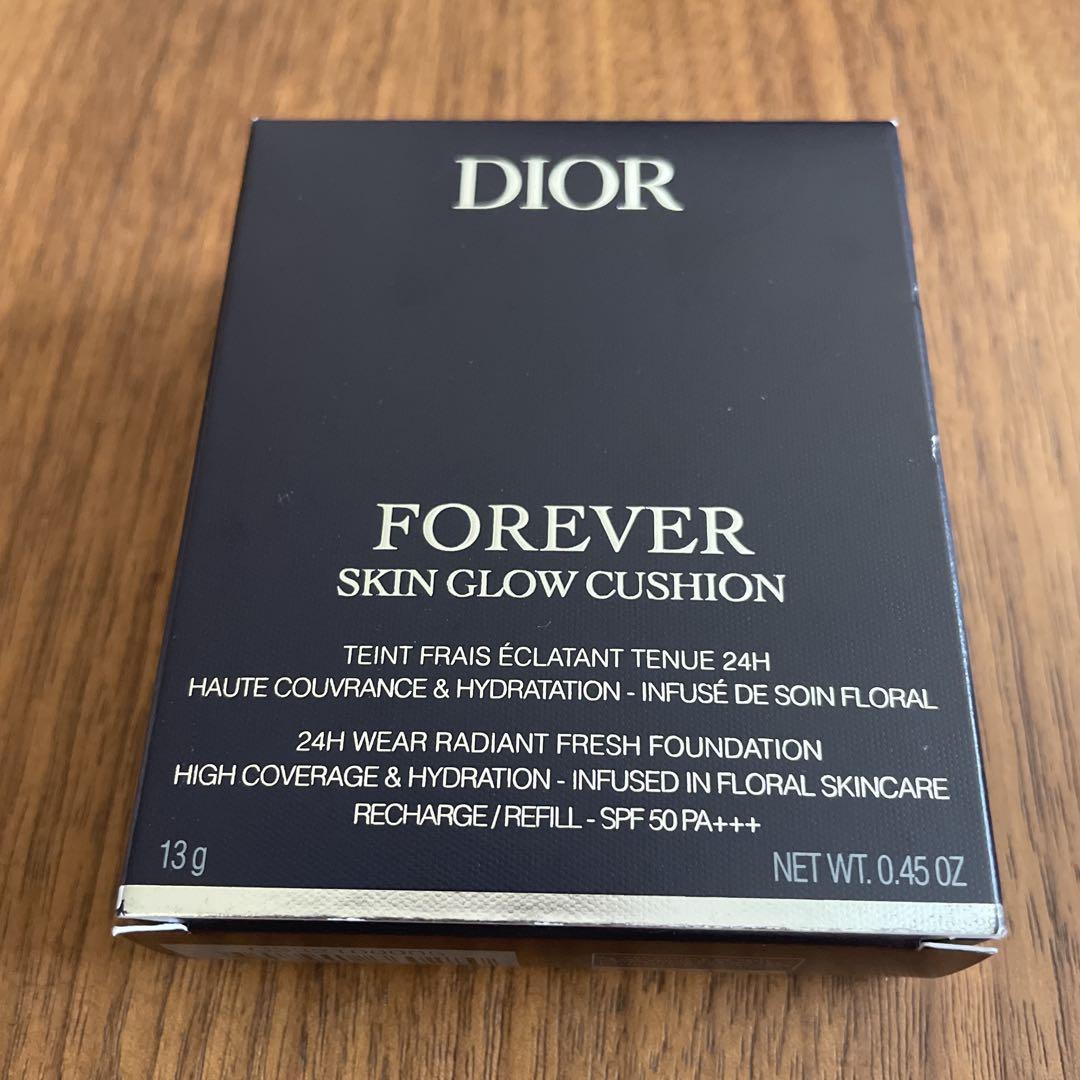 DIOR
FOREVER
SKIN GLOW CUSHION
TEINT FRAIS ÉCLATANT TENUE 24H
HAUTE COUVRANCE & HYDRATATION - INFUSÉ DE SOIN FLORAL
24H WEAR RADIANT FRESH FOUNDATION
HIGH COVERAGE & HYDRATION - INFUSED IN FLORAL SKINCARE
RECHARGE / REFILL - SPF 50 PA+++
13 g
NET WT. 0.45 OZ